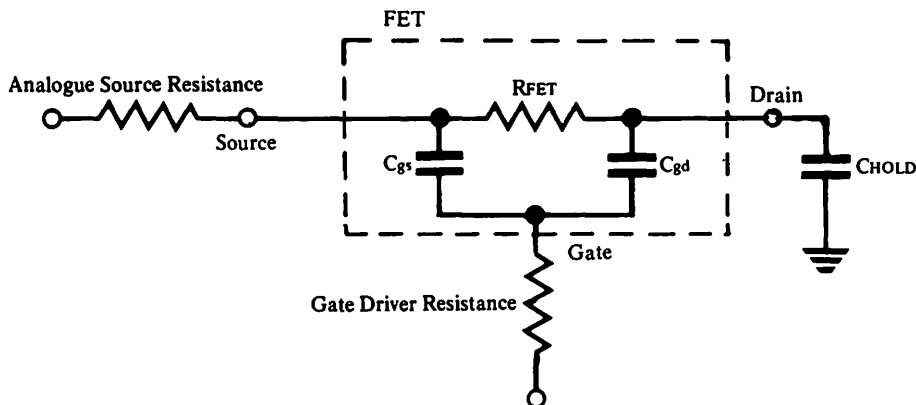 FET
Analogue Source Resistance
RFET
Drain
Source
Cgs
Cgd
CHOLD
Gate
Gate Driver Resistance